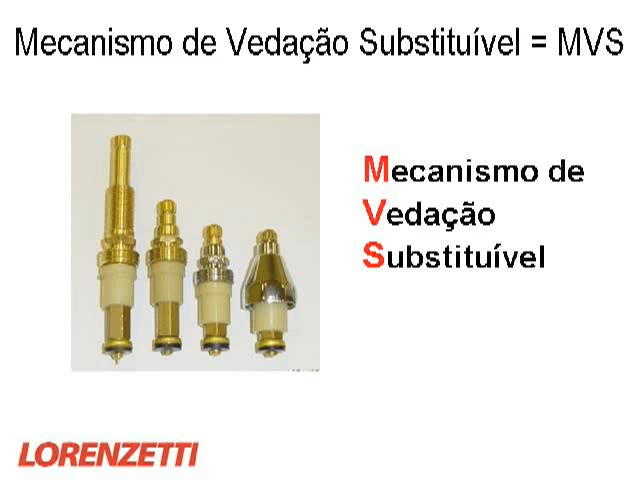 Mecanismo de Vedação Substituível = MVS
Mecanismo de
Vedação
Substituível
LORENZETTI